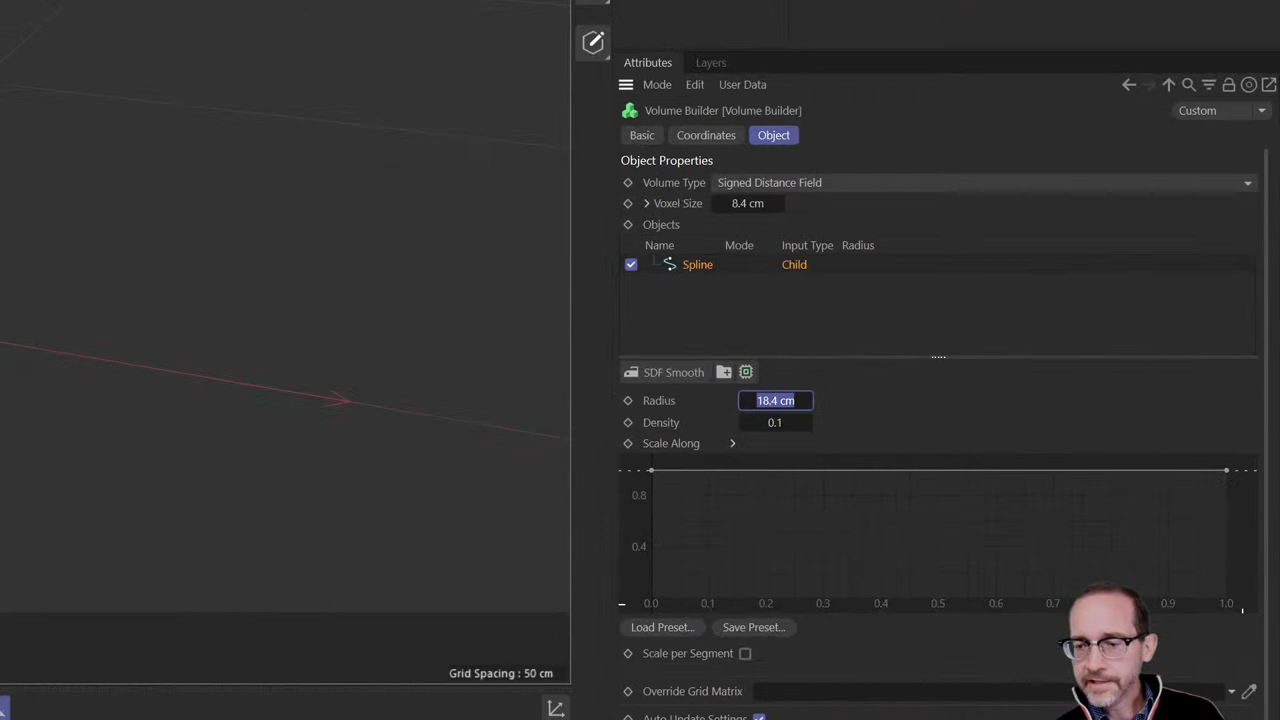 Attributes Layers
Mode Edit User Data
Volume Builder [Volume Builder] Custom
Basic Coordinates Object
Object Properties
Volume Type Signed Distance Field
Voxel Size 8.4 cm
Objects
Name Mode Input Type Radius
Spline Child
SDF Smooth
Radius 18.4 cm
Density 0.1
Scale Along
0.8
0.4
0.0 0.1 0.2 0.3 0.4 0.5 0.6 0.7 0.9 1.0
Load Preset... Save Preset...
Scale per Segment
Grid Spacing : 50 cm
Override Grid Matrix
Auto Update Settings